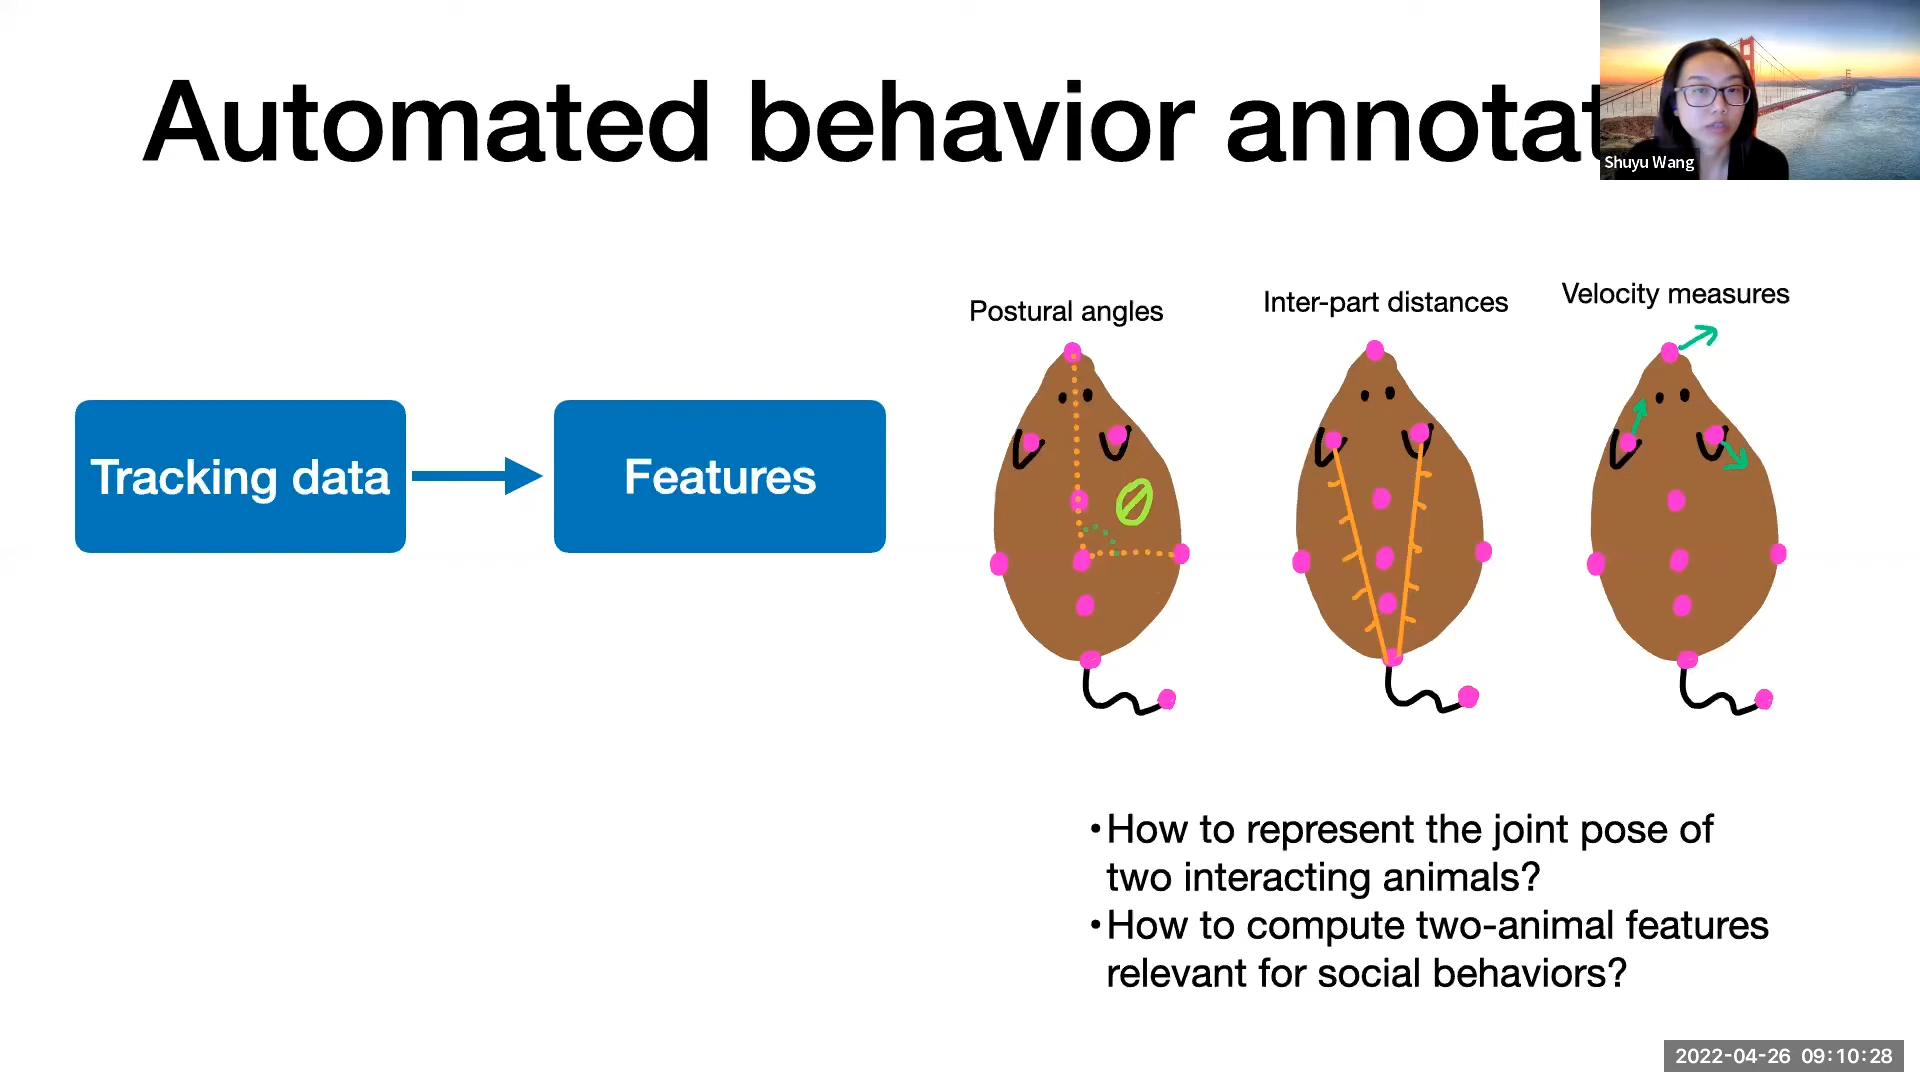 Automated behavior annotat
Shuyu Wang
Tracking data
Features
Postural angles
Inter-part distances
Velocity measures
•How to represent the joint pose of
two interacting animals?
•How to compute two-animal features
relevant for social behaviors?
2022-04-26 09:10:28